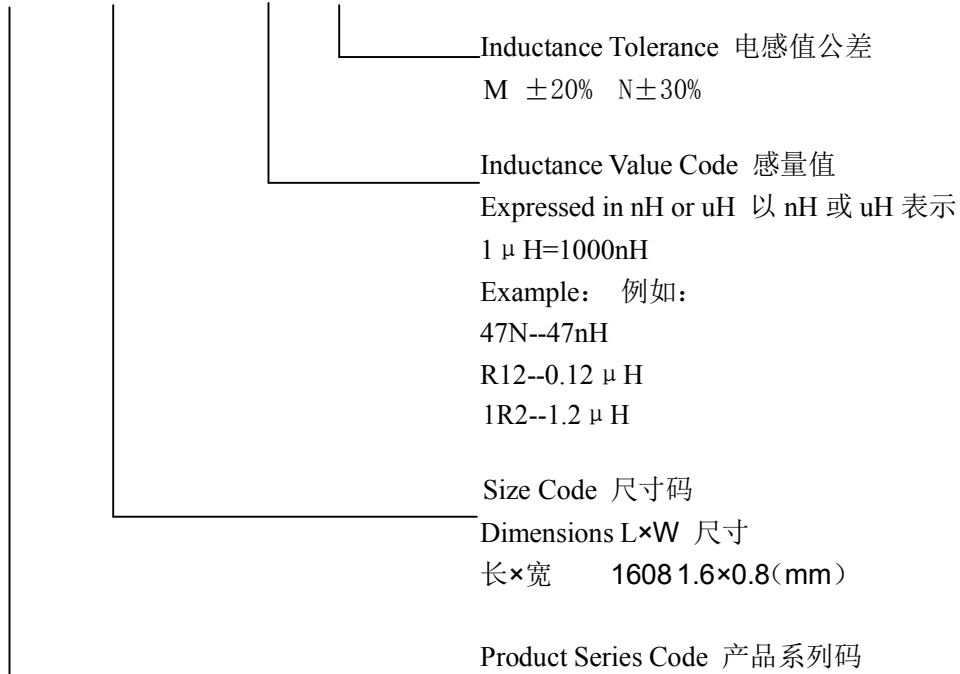 Inductance Tolerance 电感值公差
M ±20% N±30%
Inductance Value Code 感量值
Expressed in nH or uH 以 nH 或 uH 表示
1μH=1000nH
Example： 例如：
47N--47nH
R12--0.12μH
1R2--1.2μH
Size Code 尺寸码
Dimensions L×W 尺寸
长×宽 1608 1.6×0.8（mm）
Product Series Code 产品系列码